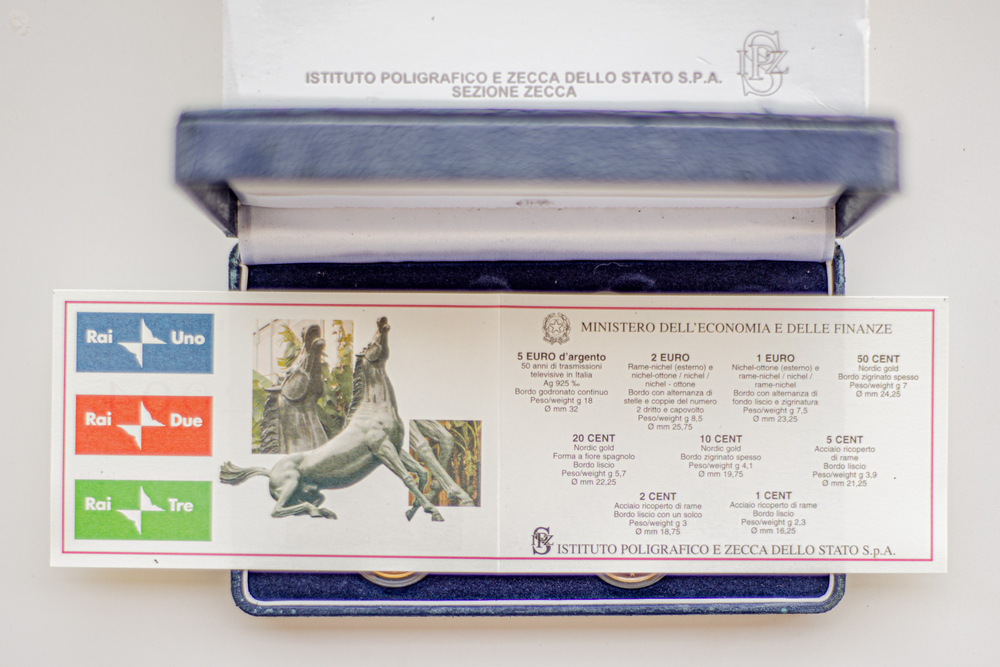 ISTITUTO POLIGRAFICO E ZECCA DELLO STATO S.P.A.
SEZIONE ZECCA
IPZS
Rai Uno
Rai Due
Rai Tre
MINISTERO DELL'ECONOMIA E DELLE FINANZE
5 EURO d'argento
50 anni di trasmissioni
televisive in Italia
Ag 925 ‰
Bordo godronato continuo
Peso/weight g 18
Ø mm 32
2 EURO
Rame-nichel (esterno) e
nichel-ottone / nichel /
nichel - ottone
Bordo con alternanza di
stelle e coppie del numero
2 dritto e capovolto
Peso/weight g 8,5
Ø mm 25,75
1 EURO
Nichel-ottone (esterno) e
rame-nichel / nichel /
rame-nichel
Bordo con alternanza di
fondo liscio e zigrinatura
Peso/weight g 7,5
Ø mm 23,25
50 CENT
Nordic gold
Bordo zigrinato spesso
Peso/weight g 7
Ø mm 24,25
20 CENT
Nordic gold
Forma a fiore spagnolo
Bordo liscio
Peso/weight g 5,7
Ø mm 22,25
10 CENT
Nordic gold
Bordo zigrinato spesso
Peso/weight g 4,1
Ø mm 19,75
5 CENT
Acciaio ricoperto
di rame
Bordo liscio
Peso/weight g 3,9
Ø mm 21,25
2 CENT
Acciaio ricoperto di rame
Bordo liscio con un solco
Peso/weight g 3
Ø mm 18,75
1 CENT
Acciaio ricoperto di rame
Bordo liscio
Peso/weight g 2,3
Ø mm 16,25
IPZS ISTITUTO POLIGRAFICO E ZECCA DELLO STATO S.p.A.